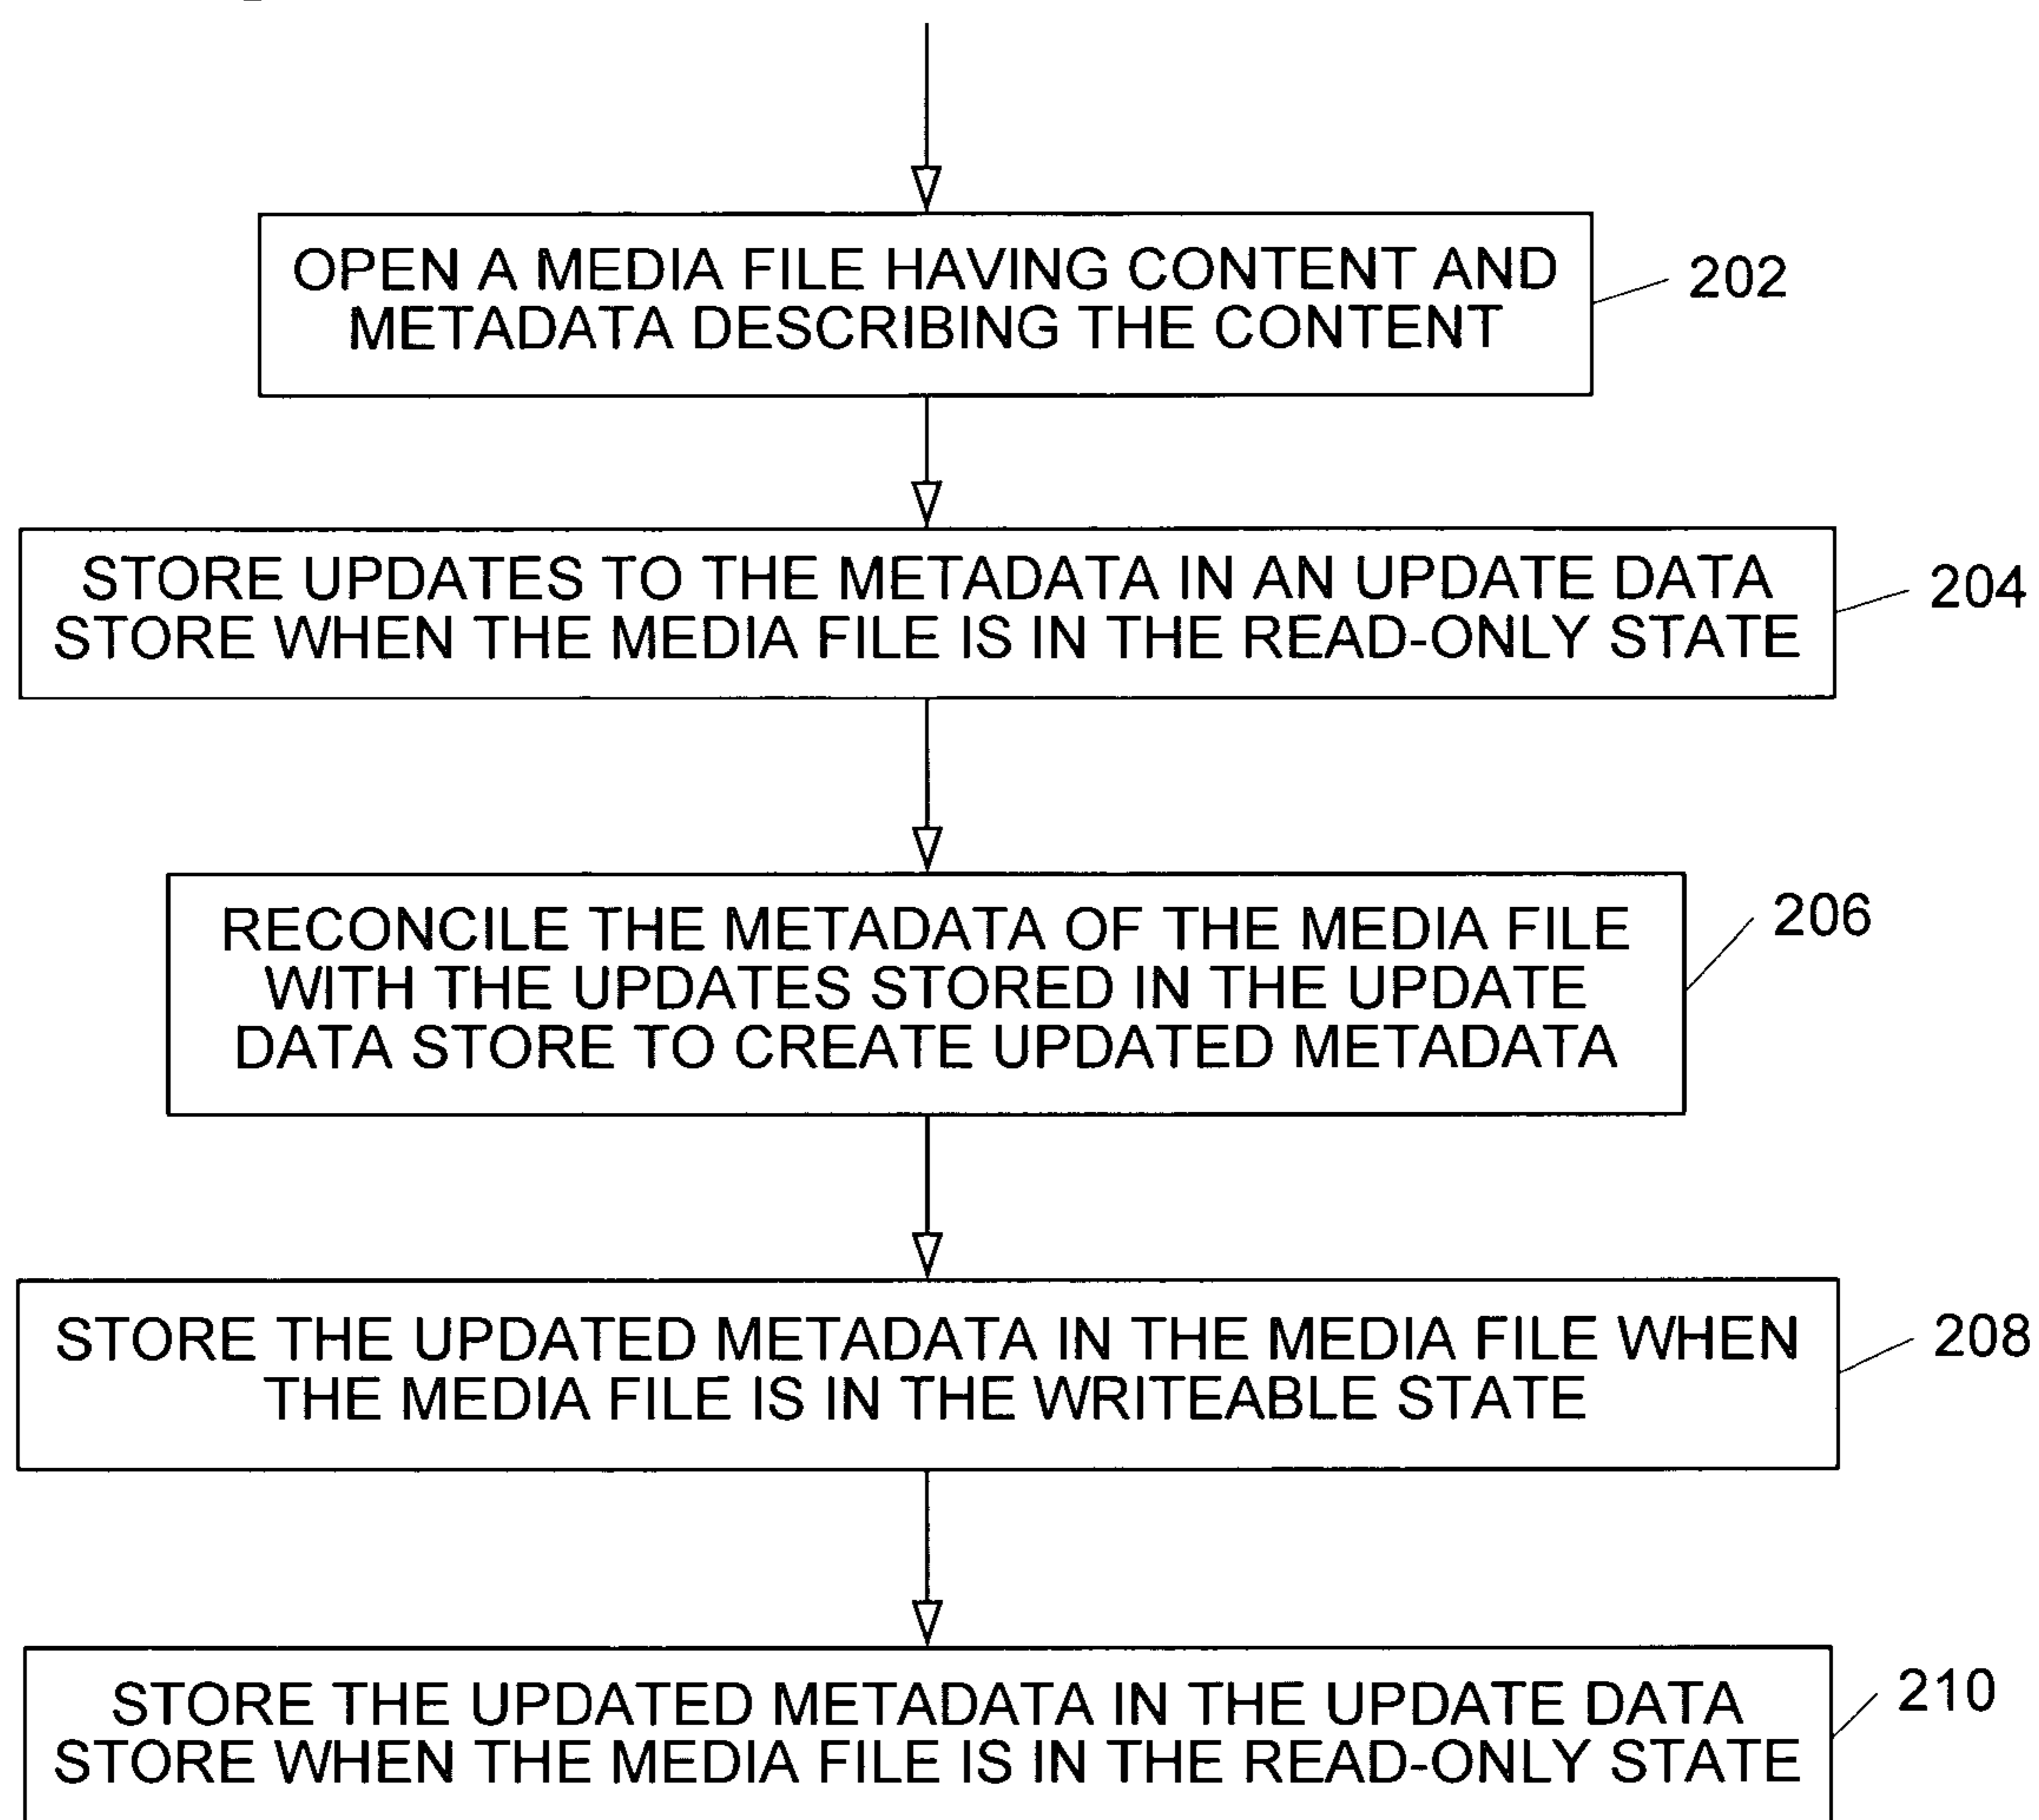 OPEN A MEDIA FILE HAVING CONTENT AND
METADATA DESCRIBING THE CONTENT
202
STORE UPDATES TO THE METADATA IN AN UPDATE DATA
STORE WHEN THE MEDIA FILE IS IN THE READ-ONLY STATE
204
RECONCILE THE METADATA OF THE MEDIA FILE
WITH THE UPDATES STORED IN THE UPDATE
DATA STORE TO CREATE UPDATED METADATA
206
STORE THE UPDATED METADATA IN THE MEDIA FILE WHEN
THE MEDIA FILE IS IN THE WRITEABLE STATE
208
STORE THE UPDATED METADATA IN THE UPDATE DATA
STORE WHEN THE MEDIA FILE IS IN THE READ-ONLY STATE
210